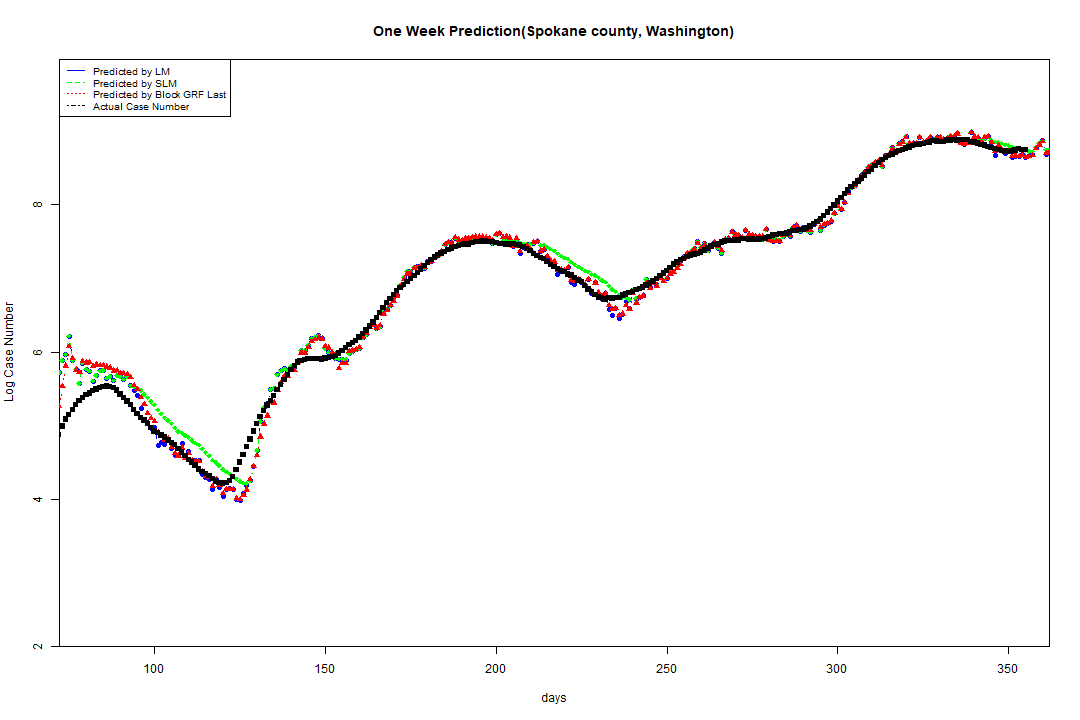 One Week Prediction(Spokane county, Washington)
Predicted by LM
Predicted by SLM
Predicted by Block GRF Last
Actual Case Number
8
6
4
2
Log Case Number
100 150 200 250 300 350
days